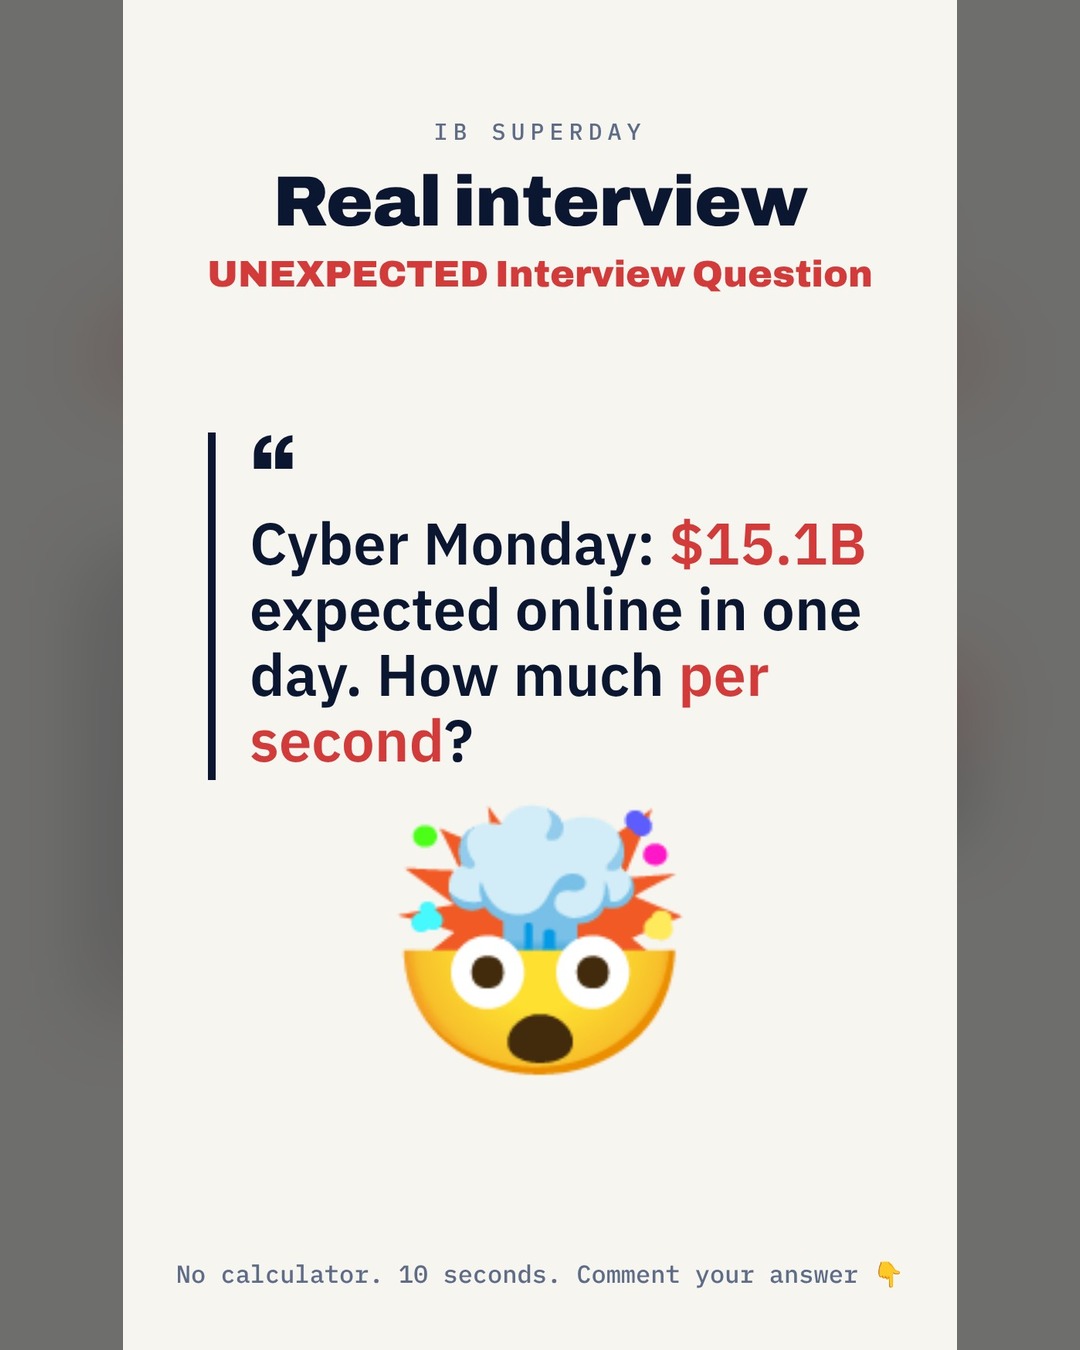 IB SUPERDAY
Real interview
UNEXPECTED Interview Question
“
Cyber Monday: $15.1B
expected online in one
day. How much per
second?
No calculator. 10 seconds. Comment your answer 👇